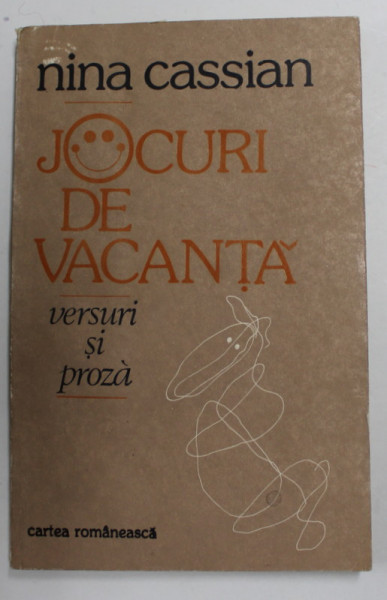 nina cassian
JOCURI
DE
VACANȚĂ
versuri
și
proză
cartea românească